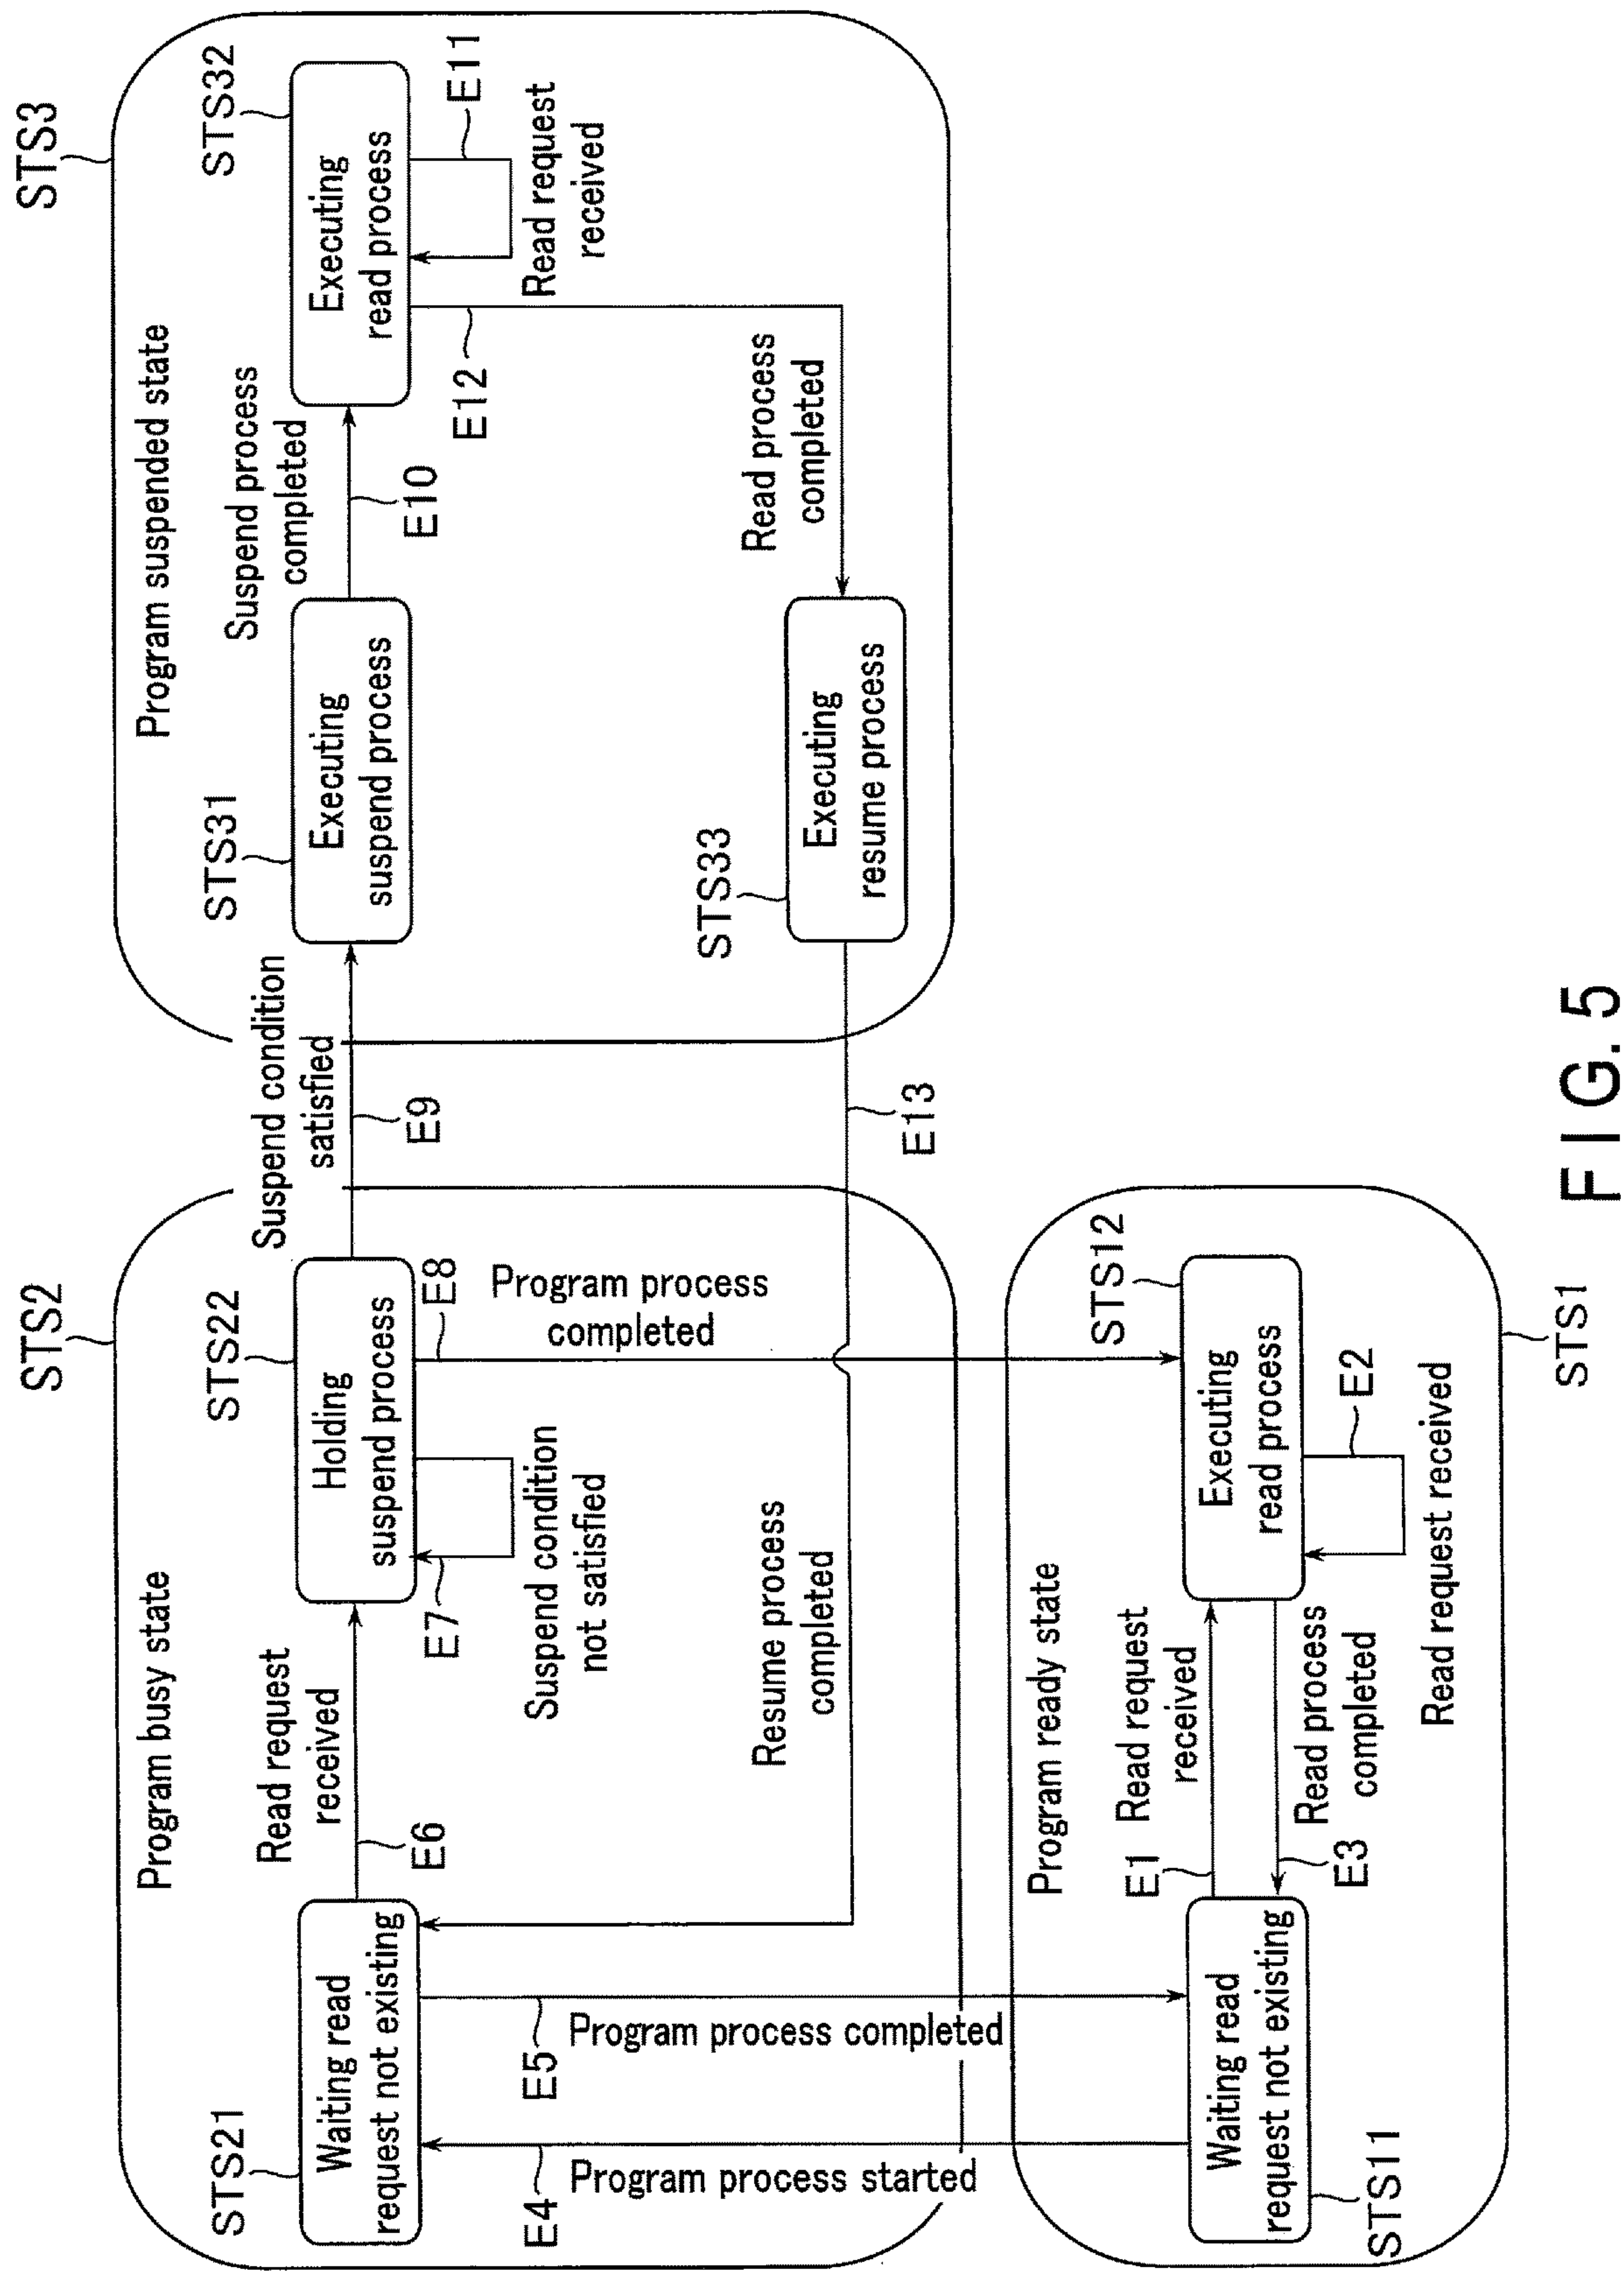 STS2
STS3
Program busy state
Program suspended state
STS21
Waiting read
request not existing
Read request
received
E6
STS22
Holding
suspend process
E7
Suspend condition
not satisfied
E8
Program process
completed
Suspend condition
satisfied
E9
STS31
Executing
suspend process
Suspend process
completed
E10
STS32
Executing
read process
E11
Read request
received
E12
Read process
completed
STS33
Executing
resume process
E13
Resume process
completed
E4
Program process started
E5
Program process completed
Program ready state
STS11
Waiting read
request not existing
E1
Read request
received
Read process
completed
E3
STS12
Executing
read process
E2
Read request received
STS1
FIG. 5